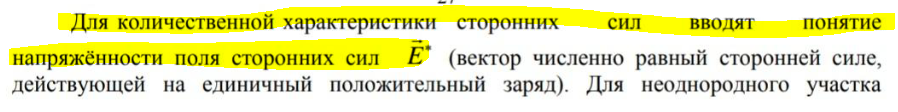 27
Для количественной характеристики сторонних сил вводят понятие
напряжённости поля сторонних сил E⃗* (вектор численно равный сторонней силе,
действующей на единичный положительный заряд). Для неоднородного участка